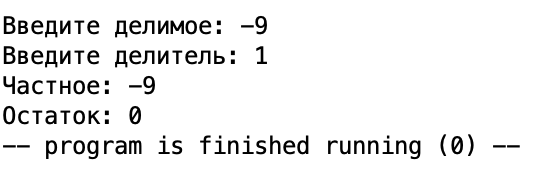 Введите делимое: -9
Введите делитель: 1
Частное: -9
Остаток: 0
-- program is finished running (0) --